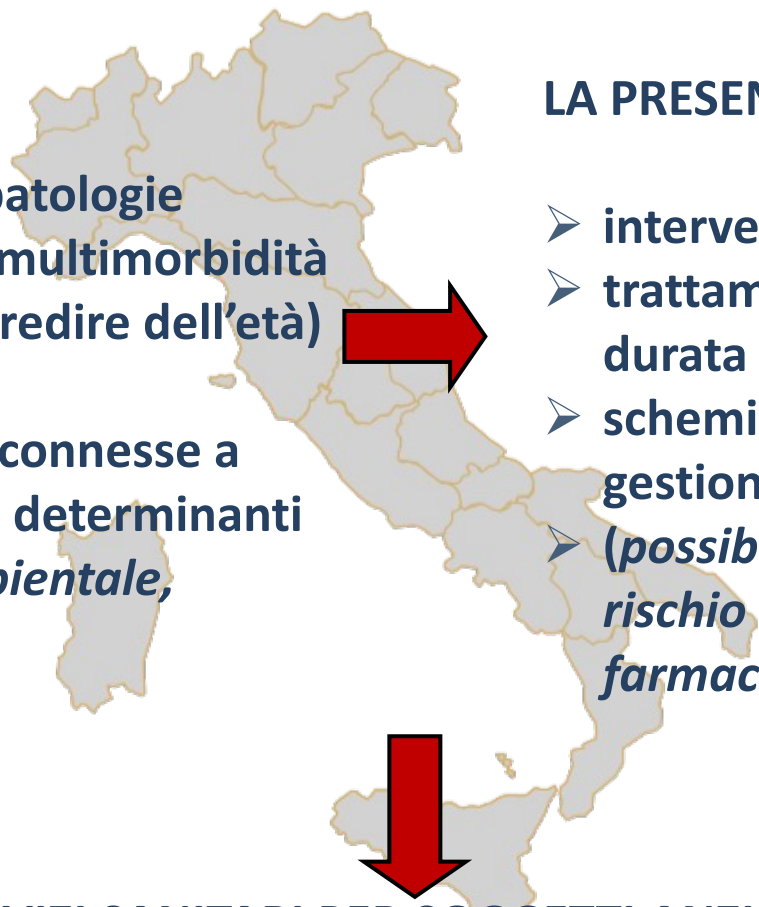 LA PRESEN
patologie
multimorbidità
redire dell'età)
connesse a
determinanti
bientale,
interve
trattam
durata
schemi
gestion
(possib
rischio
farmac